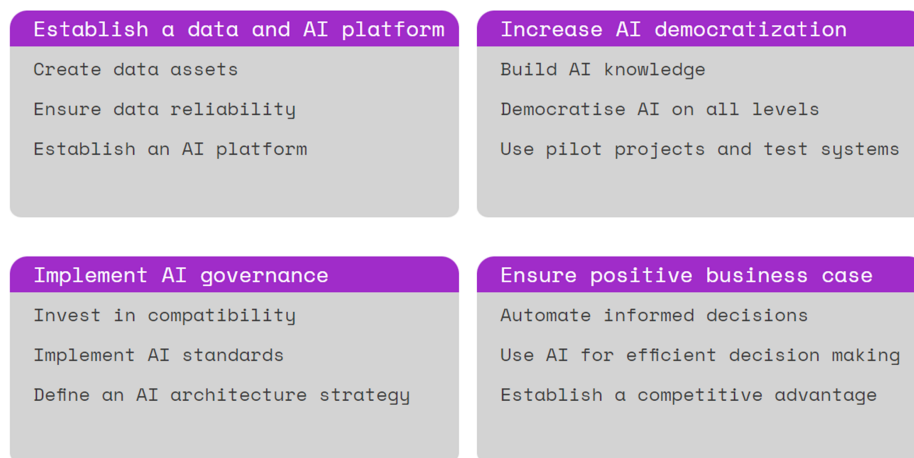 Establish a data and AI platform
Create data assets
Ensure data reliability
Establish an AI platform
Increase AI democratization
Build AI knowledge
Democratise AI on all levels
Use pilot projects and test systems
Implement AI governance
Invest in compatibility
Implement AI standards
Define an AI architecture strategy
Ensure positive business case
Automate informed decisions
Use AI for efficient decision making
Establish a competitive advantage